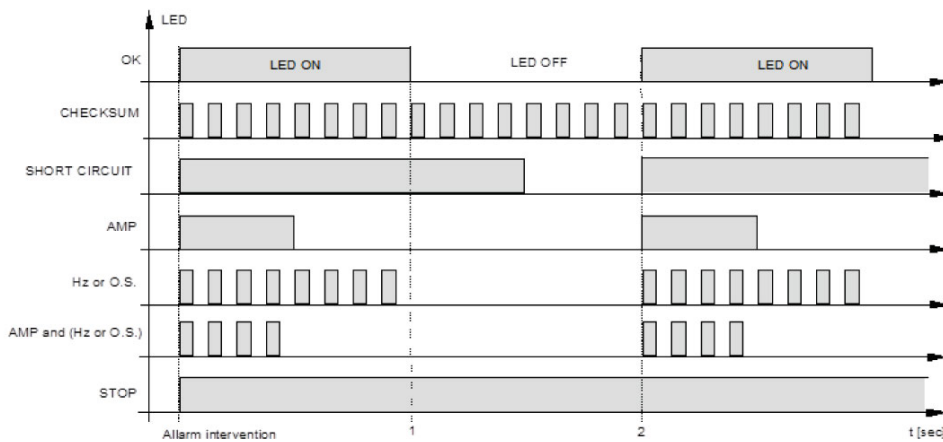 LED
OK
LED ON
LED OFF
LED ON
CHECKSUM
SHORT CIRCUIT
AMP
Hz or O.S.
AMP and (Hz or O.S.)
STOP
Allarm intervention
1
2
t [sec]